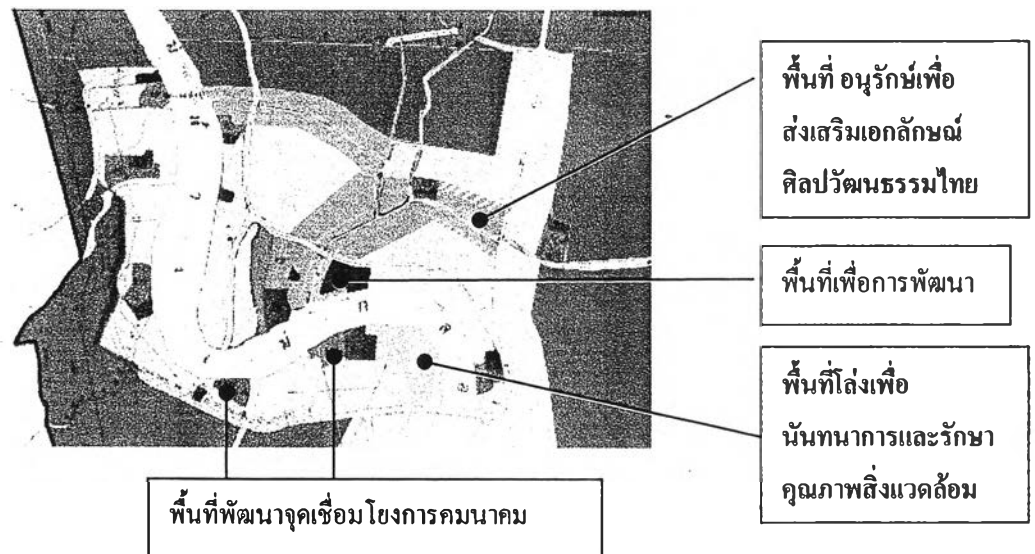 พื้นที่ อนุรักษ์เพื่อ
ส่งเสริมเอกลักษณ์
ศิลปวัฒนธรรมไทย
พื้นที่เพื่อการพัฒนา
พื้นที่โล่งเพื่อ
นันทนาการและรักษา
คุณภาพสิ่งแวดล้อม
พื้นที่พัฒนาจุดเชื่อมโยงการคมนาคม